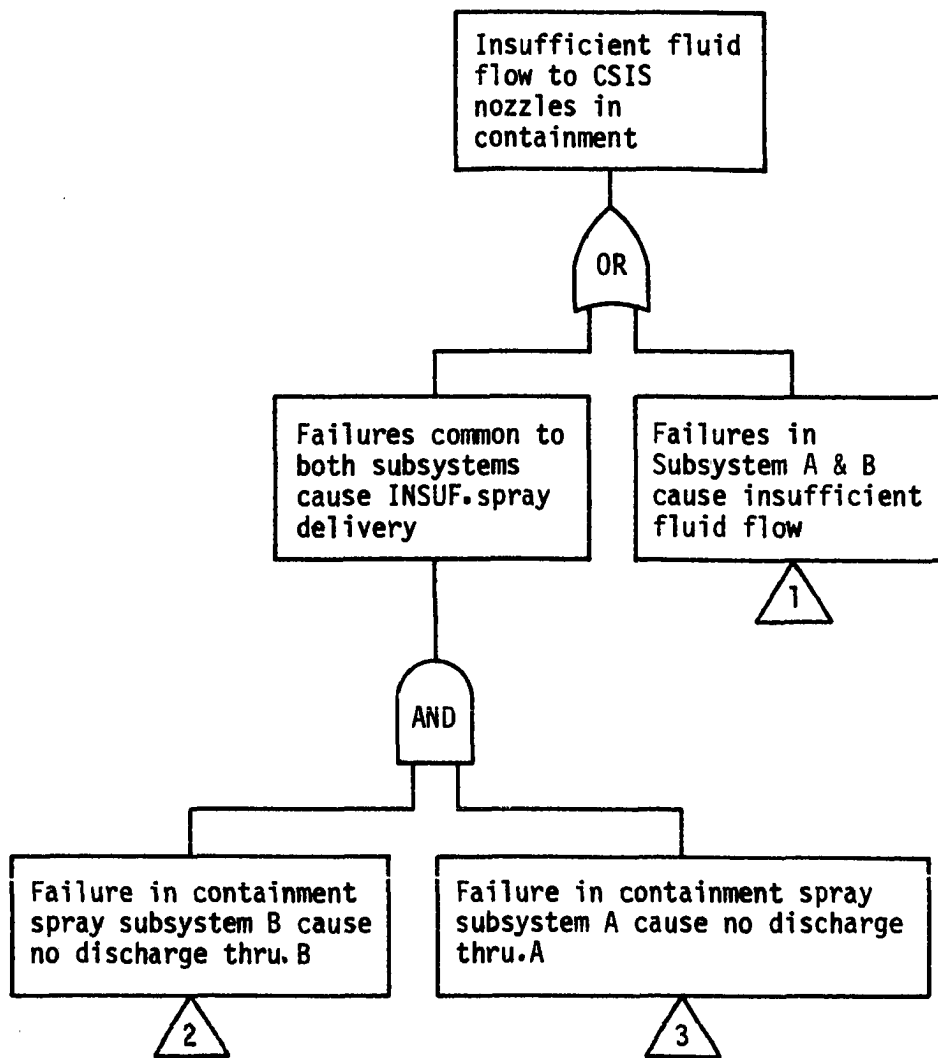 Insufficient fluid
flow to CSIS
nozzles in
containment
OR
Failures common to
both subsystems
cause INSUF.spray
delivery
Failures in
Subsystem A & B
cause insufficient
fluid flow
1
AND
Failure in containment
spray subsystem B cause
no discharge thru.B
Failure in containment spray
subsystem A cause no discharge
thru.A
2
3